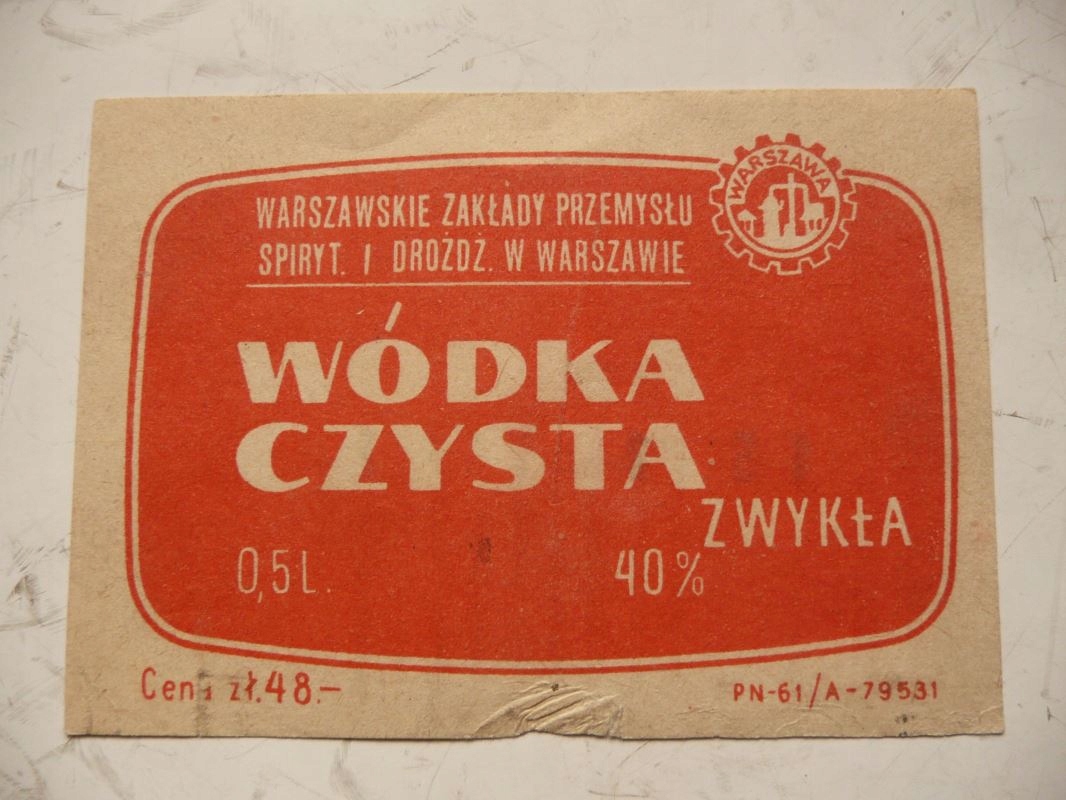 WARSZAWA
WARSZAWSKIE ZAKŁADY PRZEMYSŁU
SPIRYT. I DROŻDŻ. W WARSZAWIE
WÓDKA
CZYSTA
ZWYKŁA
0,5 L. 40%
Cena zł. 48.-
PN-61/A-79531